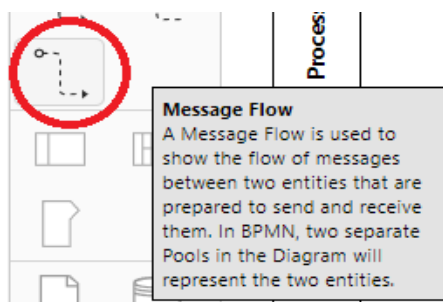 Process
Message Flow
A Message Flow is used to
show the flow of messages
between two entities that are
prepared to send and receive
them. In BPMN, two separate
Pools in the Diagram will
represent the two entities.